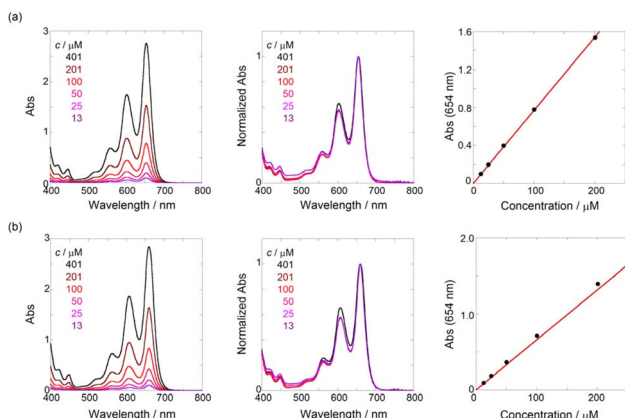 (a)
3
2
1
0
Abs
c / μM
401
201
100
50
25
13
400 500 600 700 800
Wavelength / nm
1
Normalized Abs
c / μM
401
201
100
50
25
13
400 500 600 700 800
Wavelength / nm
1.6
1.2
0.8
0.4
0
Abs (654 nm)
0 100 200
Concentration / μM
(b)
3
2
1
0
Abs
c / μM
401
201
100
50
25
13
400 500 600 700 800
Wavelength / nm
1
Normalized Abs
c / μM
401
201
100
50
25
13
400 500 600 700 800
Wavelength / nm
2.0
1.0
0
Abs (654 nm)
0 100 200
Concentration / μM